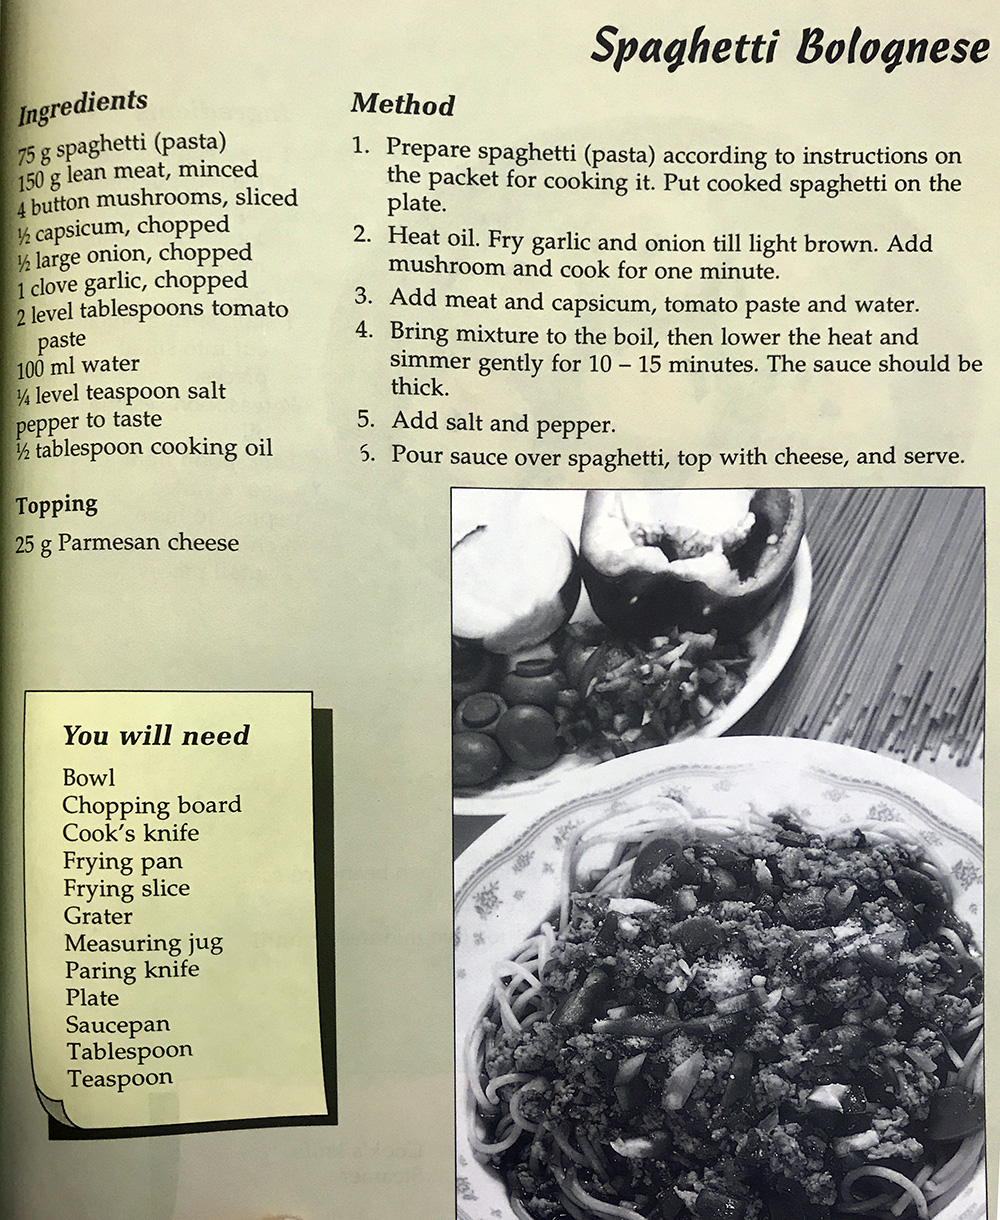 Spaghetti Bolognese
Ingredients
75 g spaghetti (pasta)
150 g lean meat, minced
4 button mushrooms, sliced
½ capsicum, chopped
½ large onion, chopped
1 clove garlic, chopped
2 level tablespoons tomato
paste
100 ml water
¼ level teaspoon salt
pepper to taste
½ tablespoon cooking oil
Topping
25 g Parmesan cheese
Method
1. Prepare spaghetti (pasta) according to instructions on
the packet for cooking it. Put cooked spaghetti on the
plate.
2. Heat oil. Fry garlic and onion till light brown. Add
mushroom and cook for one minute.
3. Add meat and capsicum, tomato paste and water.
4. Bring mixture to the boil, then lower the heat and
simmer gently for 10 – 15 minutes. The sauce should be
thick.
5. Add salt and pepper.
6. Pour sauce over spaghetti, top with cheese, and serve.
You will need
Bowl
Chopping board
Cook's knife
Frying pan
Frying slice
Grater
Measuring jug
Paring knife
Plate
Saucepan
Tablespoon
Teaspoon